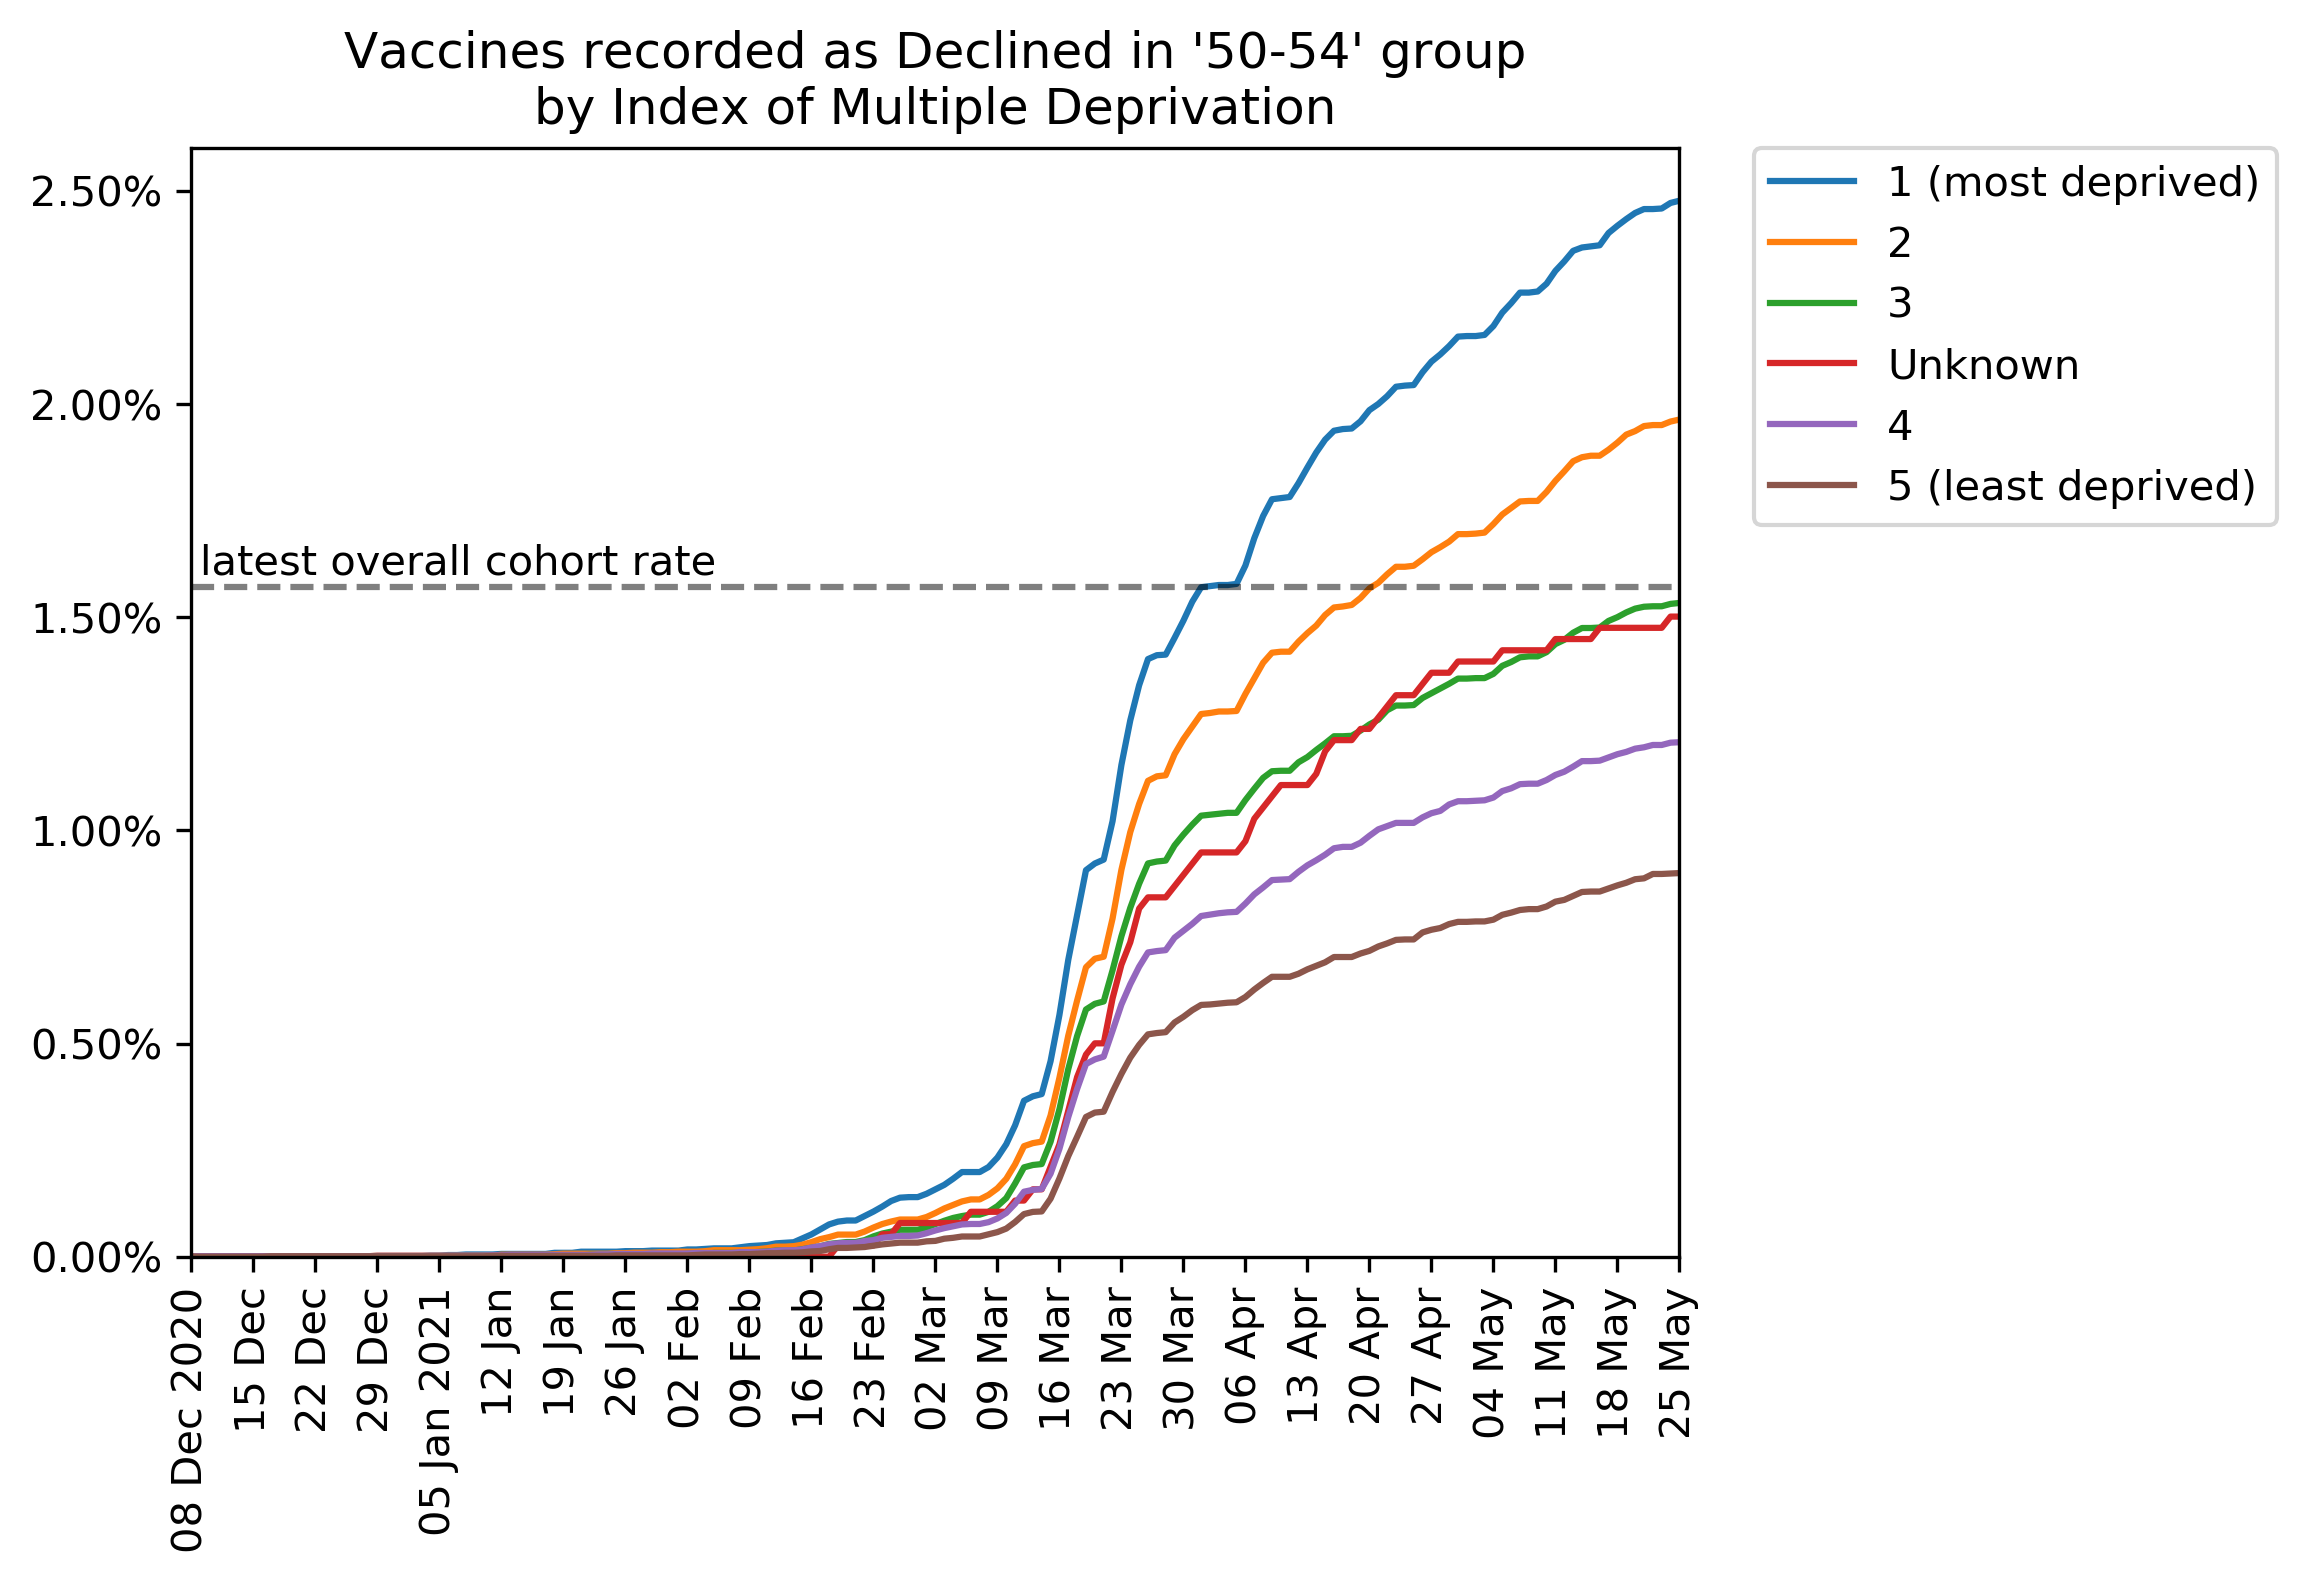 Vaccines recorded as Declined in '50-54' group
by Index of Multiple Deprivation
2.50%
2.00%
1.50%
1.00%
0.50%
0.00%
latest overall cohort rate
08 Dec 2020
15 Dec
22 Dec
29 Dec
05 Jan 2021
12 Jan
19 Jan
26 Jan
02 Feb
09 Feb
16 Feb
23 Feb
02 Mar
09 Mar
16 Mar
23 Mar
30 Mar
06 Apr
13 Apr
20 Apr
27 Apr
04 May
11 May
18 May
25 May
1 (most deprived)
2
3
Unknown
4
5 (least deprived)